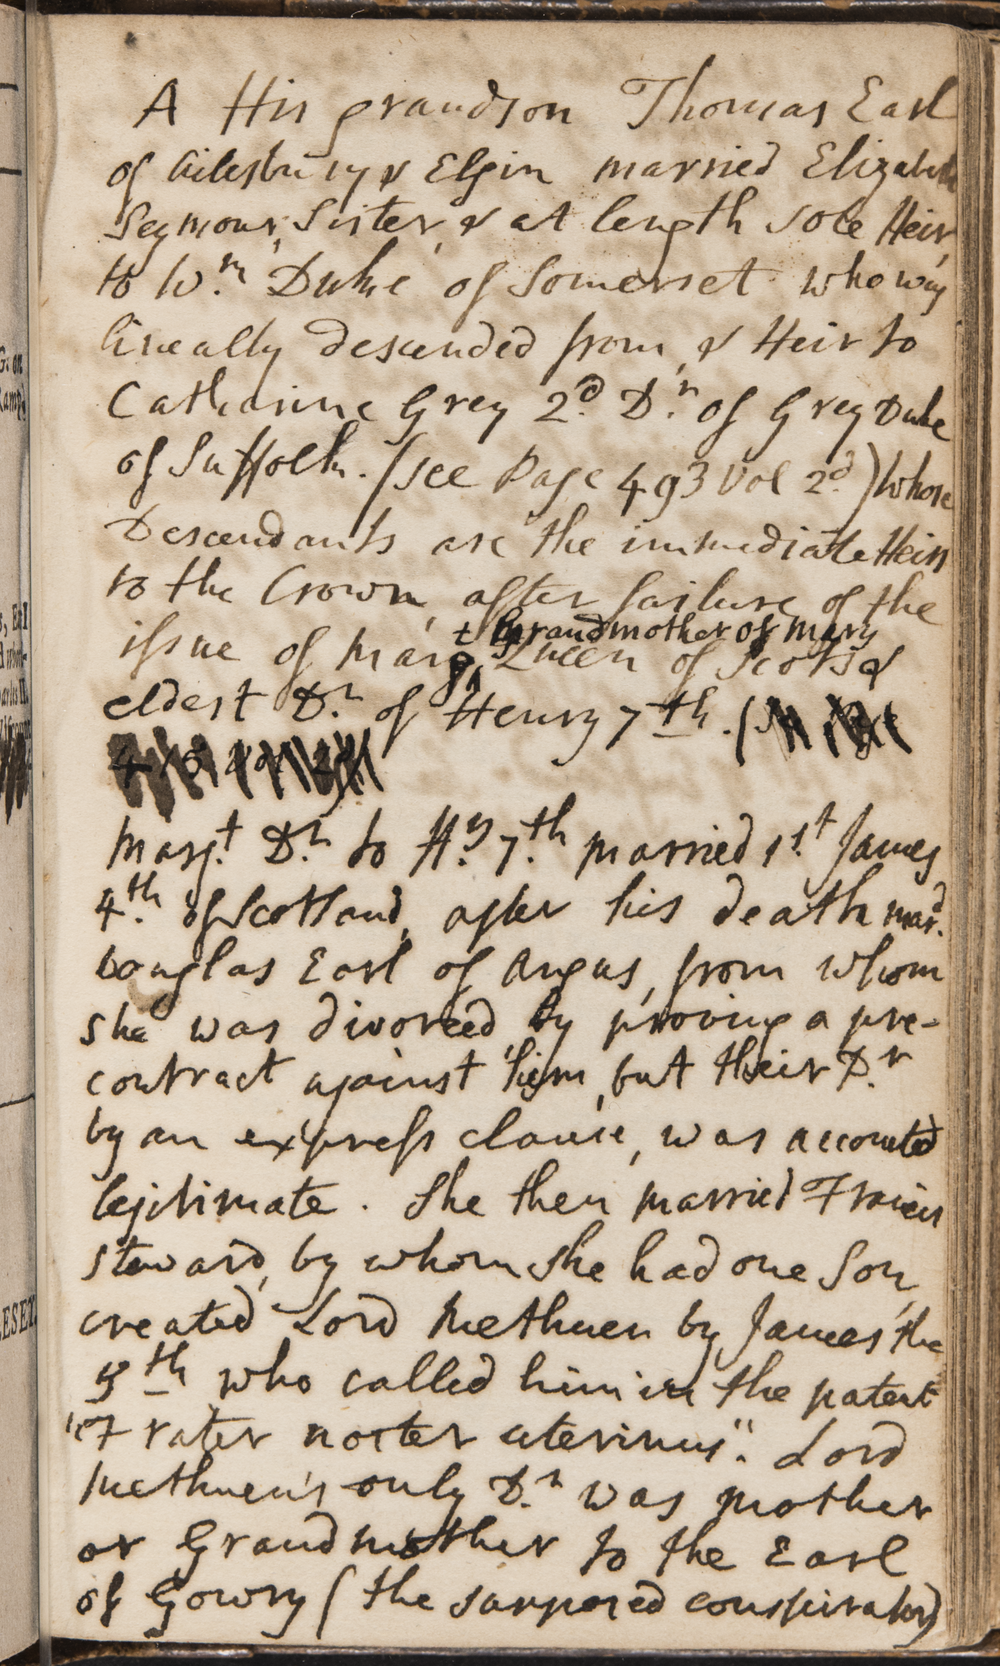 A His grandson Thomas Earl
of Ailesbury & Elgin married Elizabeth
Seymour, Sister, & at length sole Heir,
to Wm. Duke of Somerset who was
lineally descended from, & Heir to
Catharine Grey 2d. Dr. of Grey Duke
of Suffolk. (See Page 493 Vol 2d.) whose
Descendants are the immediate Heirs
to the Crown, after failure of the
Grandmother of Mary
issue of Marg.t Queen of Scots &
eldest Dr. of Henry 7th. (
Marg.t Dr. to Hy. 7th. married 1st. James
4th. of Scotland, after his death mar.d
Douglas Earl of Angus, from whom
she was divorced by proving a pre-
contract against him, but their Dr.
by an express clause, was accounted
legitimate. She then married Francis
Steward, by whom she had one Son,
created Lord Methuen by James the
5th who called him in the patent
"Frater noster uterinus". Lord
Methuen's only Dr. was mother
or Grandmother to the Earl
of Gowry (the supposed conspirator)
G. on
LESEX